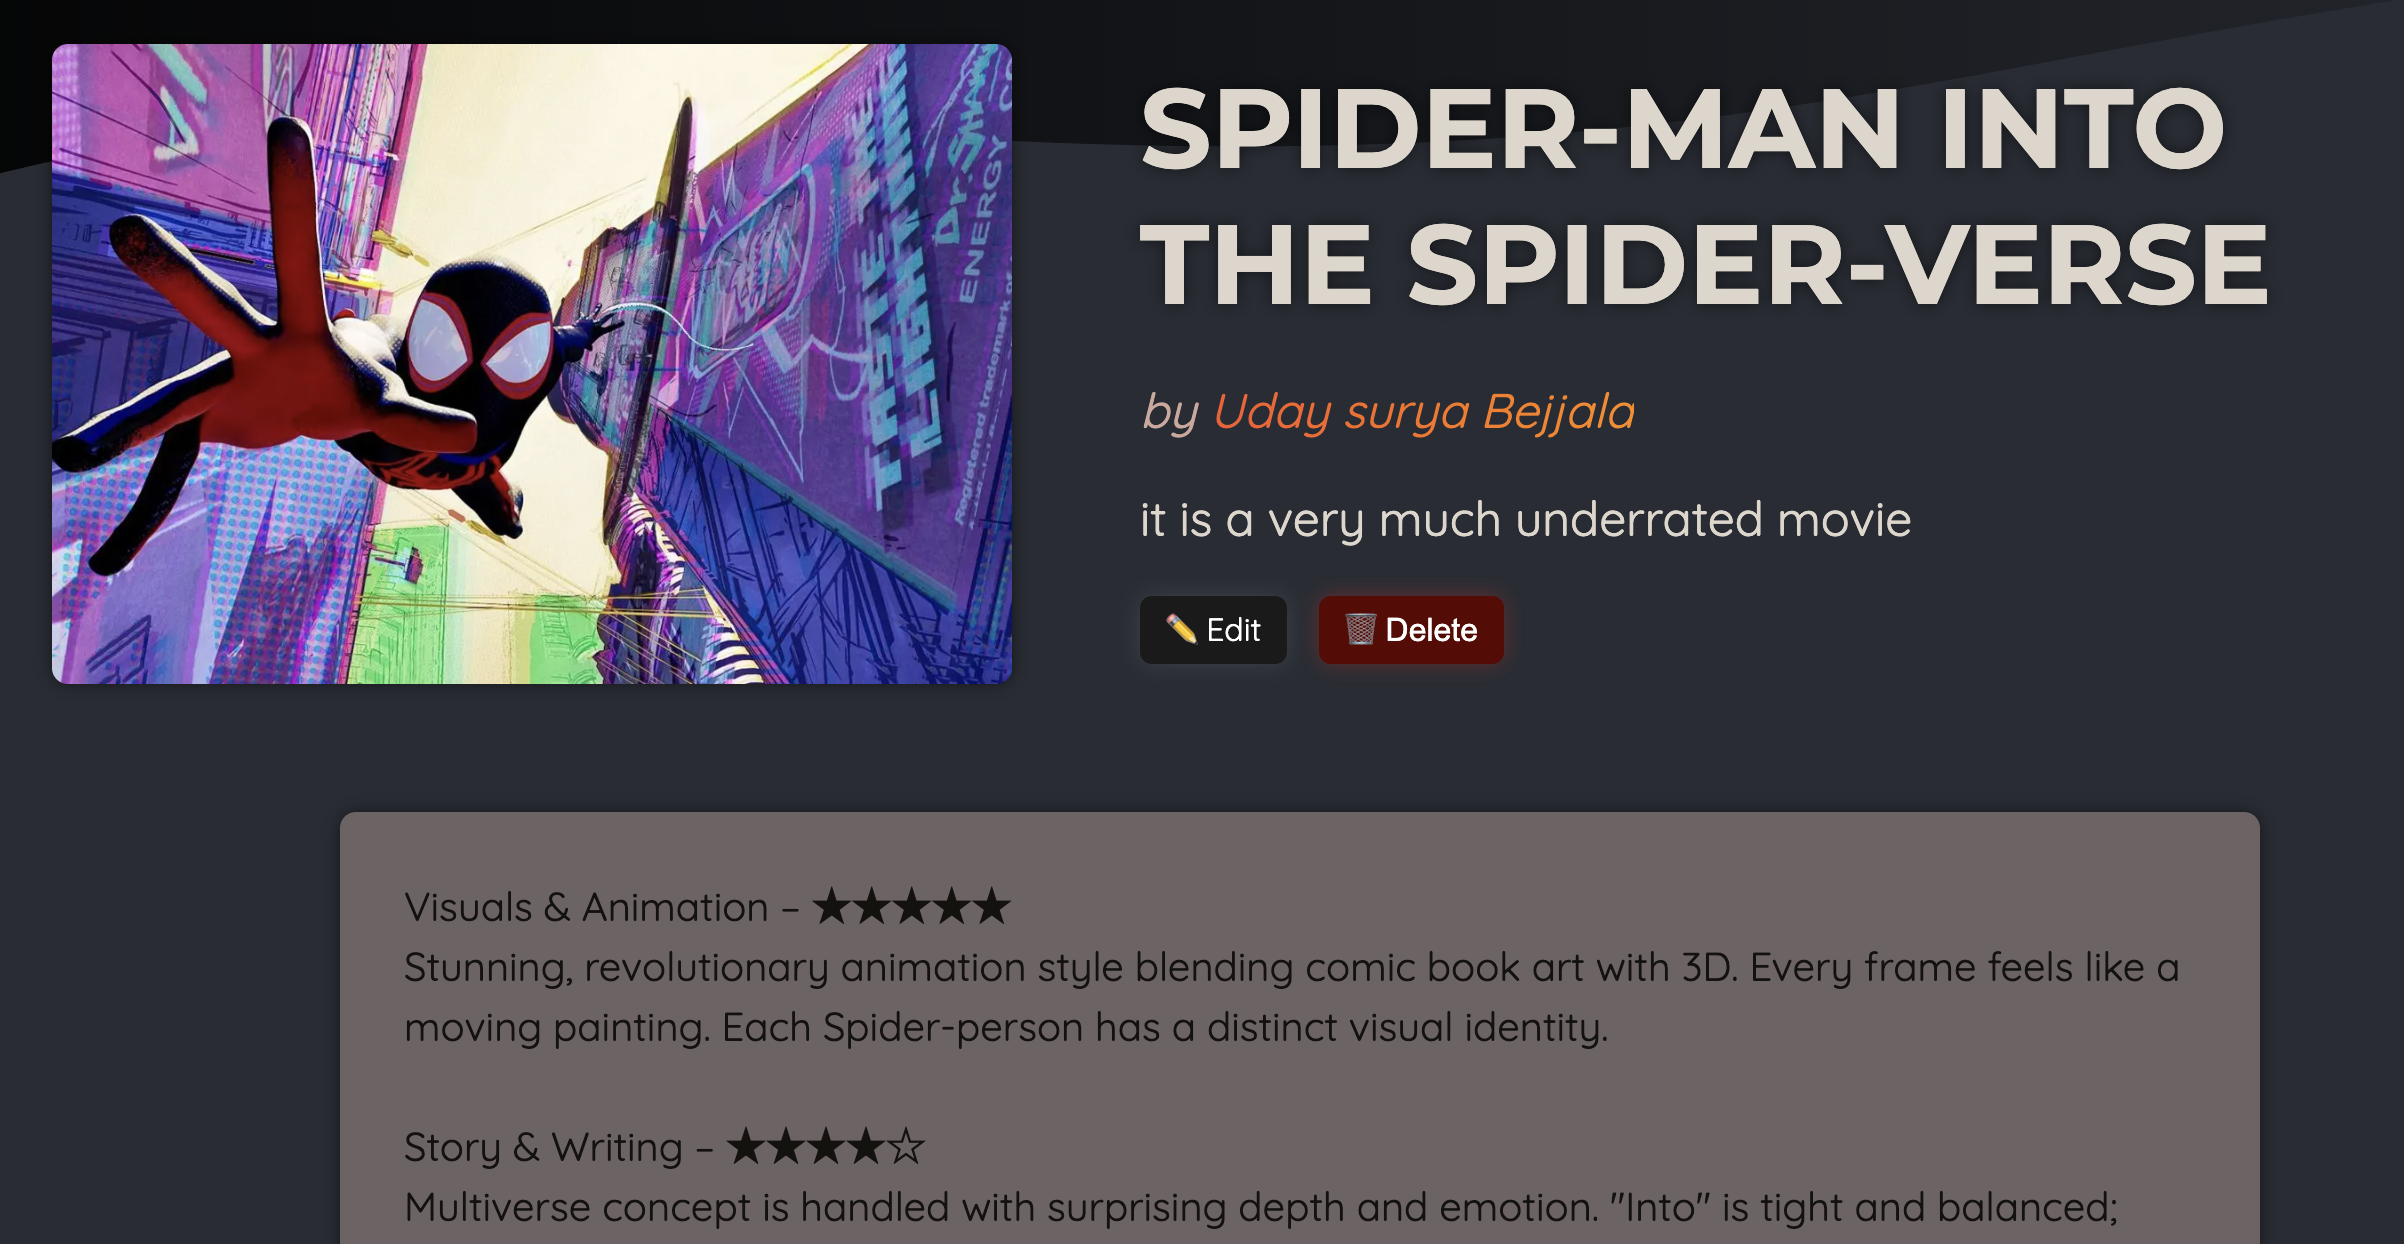 SPIDER-MAN INTO
THE SPIDER-VERSE
by Uday surya Bejjala
it is a very much underrated movie
✏️ Edit
🗑️ Delete
Dr.SHAW
ENERGY
TASTE THE
LIGHTNING
Registered trademark of
Visuals & Animation – ★★★★★
Stunning, revolutionary animation style blending comic book art with 3D. Every frame feels like a
moving painting. Each Spider-person has a distinct visual identity.
Story & Writing – ★★★★☆
Multiverse concept is handled with surprising depth and emotion. "Into" is tight and balanced;